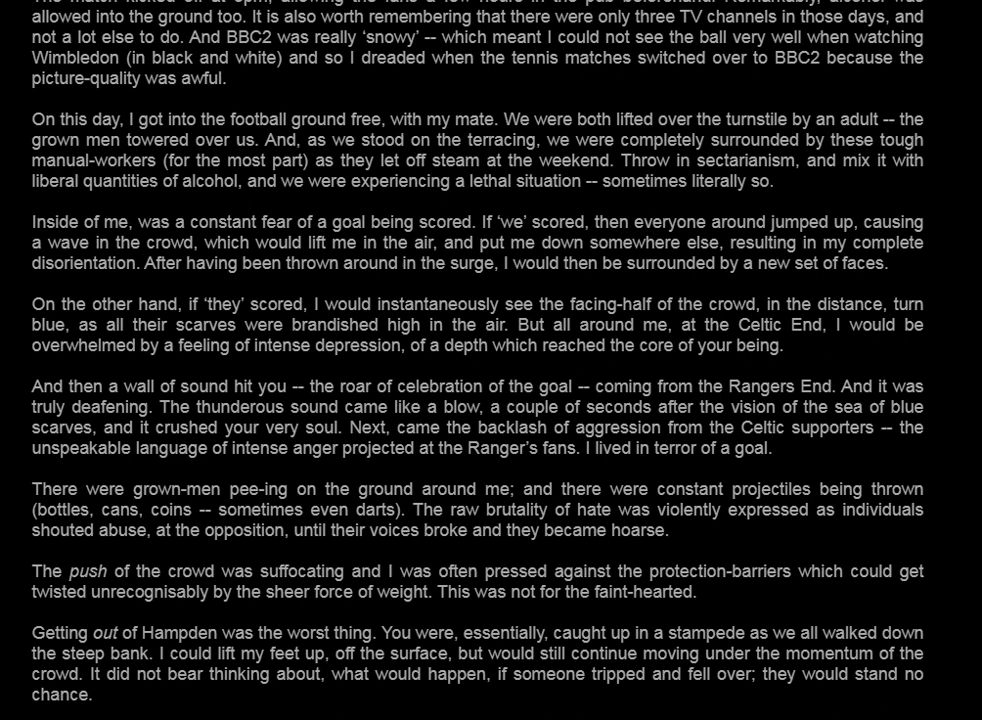 The match kicked off at 3pm, allowing the fans a few hours in the pub beforehand. Remarkably, alcohol was
allowed into the ground too. It is also worth remembering that there were only three TV channels in those days, and
not a lot else to do. And BBC2 was really ‘snowy’ -- which meant I could not see the ball very well when watching
Wimbledon (in black and white) and so I dreaded when the tennis matches switched over to BBC2 because the
picture-quality was awful.
On this day, I got into the football ground free, with my mate. We were both lifted over the turnstile by an adult -- the
grown men towered over us. And, as we stood on the terracing, we were completely surrounded by these tough
manual-workers (for the most part) as they let off steam at the weekend. Throw in sectarianism, and mix it with
liberal quantities of alcohol, and we were experiencing a lethal situation -- sometimes literally so.
Inside of me, was a constant fear of a goal being scored. If ‘we’ scored, then everyone around jumped up, causing
a wave in the crowd, which would lift me in the air, and put me down somewhere else, resulting in my complete
disorientation. After having been thrown around in the surge, I would then be surrounded by a new set of faces.
On the other hand, if ‘they’ scored, I would instantaneously see the facing-half of the crowd, in the distance, turn
blue, as all their scarves were brandished high in the air. But all around me, at the Celtic End, I would be
overwhelmed by a feeling of intense depression, of a depth which reached the core of your being.
And then a wall of sound hit you -- the roar of celebration of the goal -- coming from the Rangers End. And it was
truly deafening. The thunderous sound came like a blow, a couple of seconds after the vision of the sea of blue
scarves, and it crushed your very soul. Next, came the backlash of aggression from the Celtic supporters -- the
unspeakable language of intense anger projected at the Ranger’s fans. I lived in terror of a goal.
There were grown-men pee-ing on the ground around me; and there were constant projectiles being thrown
(bottles, cans, coins -- sometimes even darts). The raw brutality of hate was violently expressed as individuals
shouted abuse, at the opposition, until their voices broke and they became hoarse.
The push of the crowd was suffocating and I was often pressed against the protection-barriers which could get
twisted unrecognisably by the sheer force of weight. This was not for the faint-hearted.
Getting out of Hampden was the worst thing. You were, essentially, caught up in a stampede as we all walked down
the steep bank. I could lift my feet up, off the surface, but would still continue moving under the momentum of the
crowd. It did not bear thinking about, what would happen, if someone tripped and fell over; they would stand no
chance.